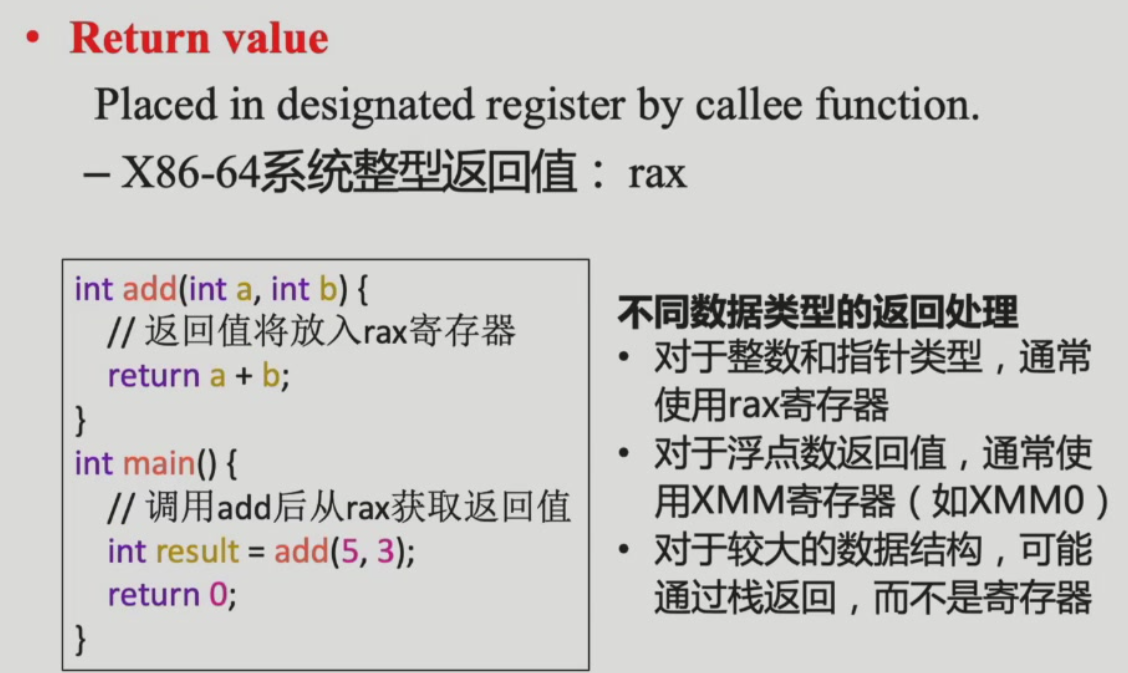 • Return value
Placed in designated register by callee function.
– X86-64系统整型返回值： rax
int add(int a, int b) {
// 返回值将放入rax寄存器
return a + b;
}
int main() {
// 调用add后从rax获取返回值
int result = add(5, 3);
return 0;
}
不同数据类型的返回处理
• 对于整数和指针类型，通常
使用rax寄存器
• 对于浮点数返回值，通常使
用XMM寄存器（如XMM0）
• 对于较大的数据结构，可能
通过栈返回，而不是寄存器